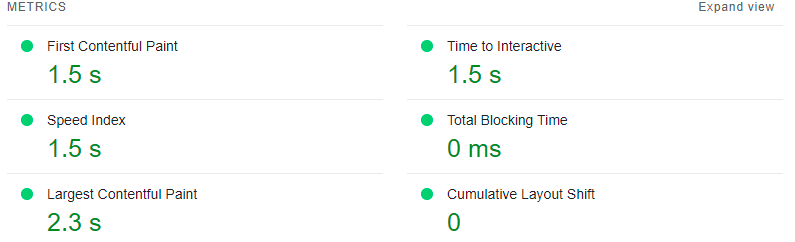 METRICS
Expand view
First Contentful Paint
1.5 s
Time to Interactive
1.5 s
Speed Index
1.5 s
Total Blocking Time
0 ms
Largest Contentful Paint
2.3 s
Cumulative Layout Shift
0